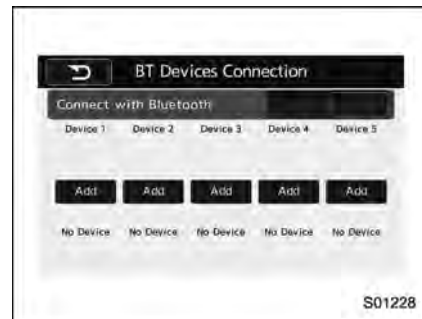 BT Devices Connection
Connect with Bluetooth
Device 1 Device 2 Device 3 Device 4 Device 5
Add Add Add Add Add
No Device No Device No Device No Device No Device
S01228